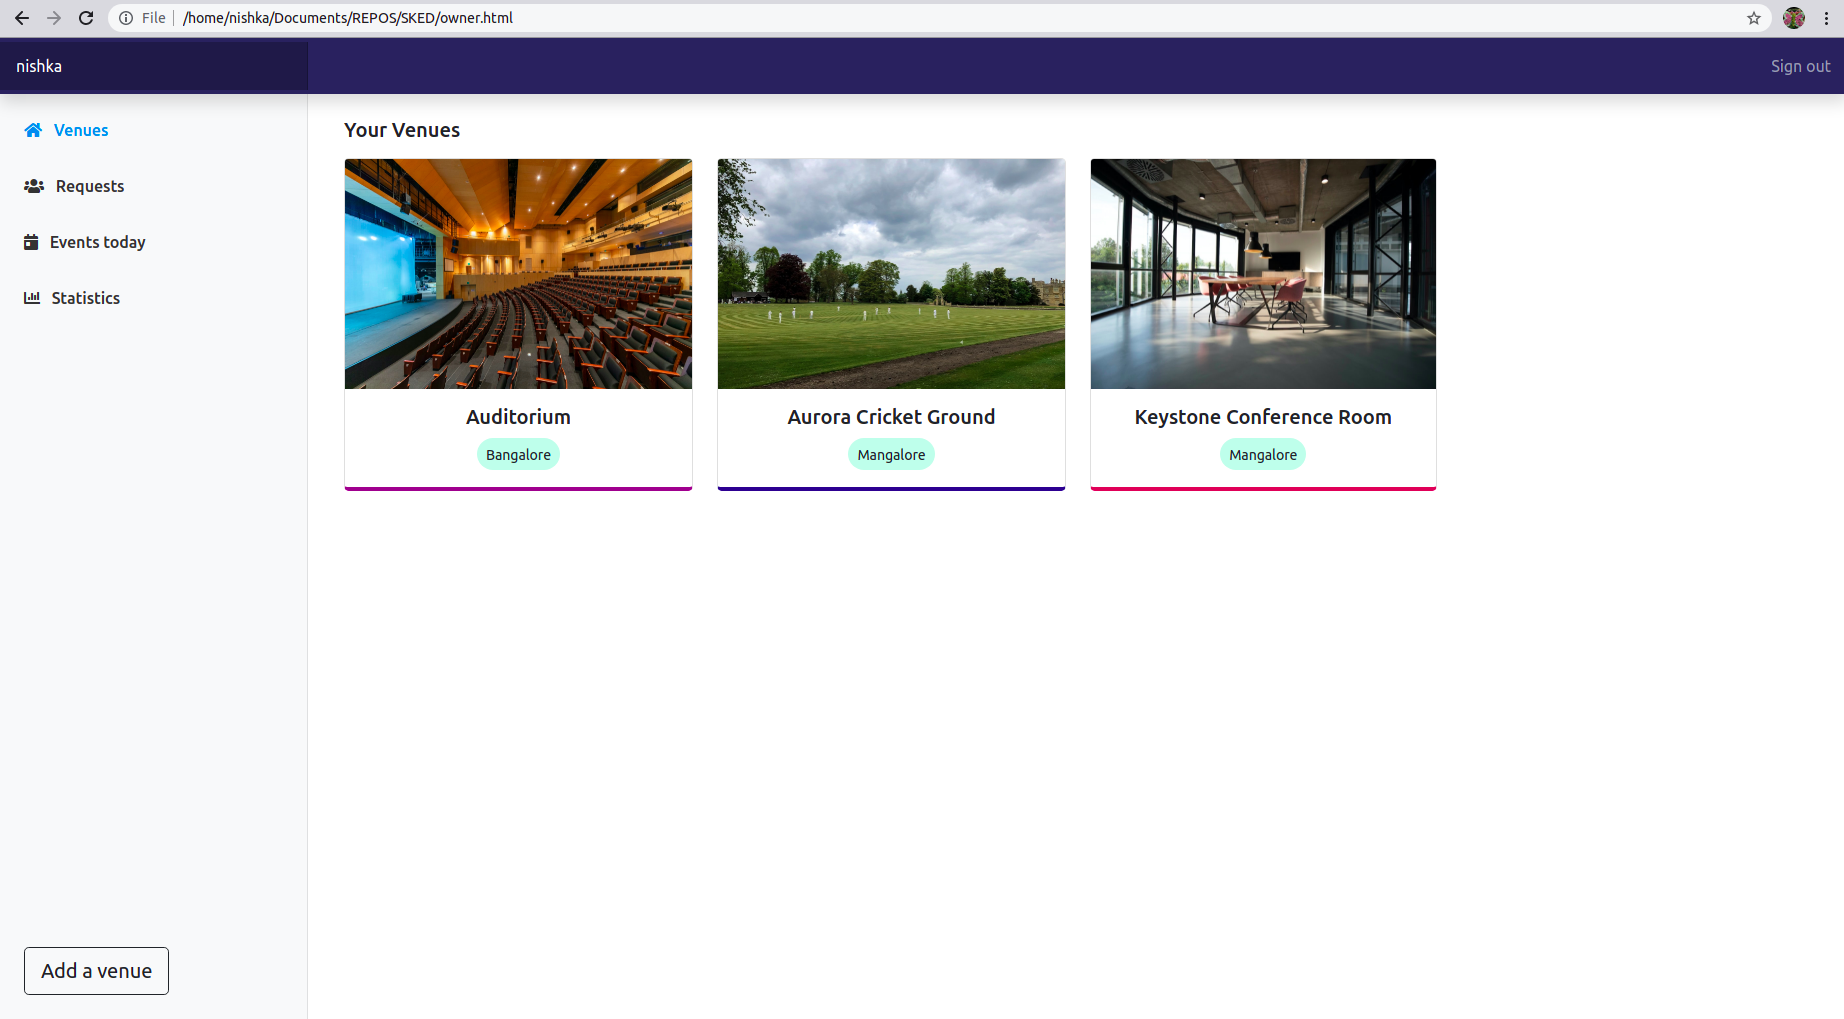 File | /home/nishka/Documents/REPOS/SKED/owner.html
nishka
Sign out
Venues
Requests
Events today
Statistics
Add a venue
Your Venues
Auditorium
Bangalore
Aurora Cricket Ground
Mangalore
Keystone Conference Room
Mangalore